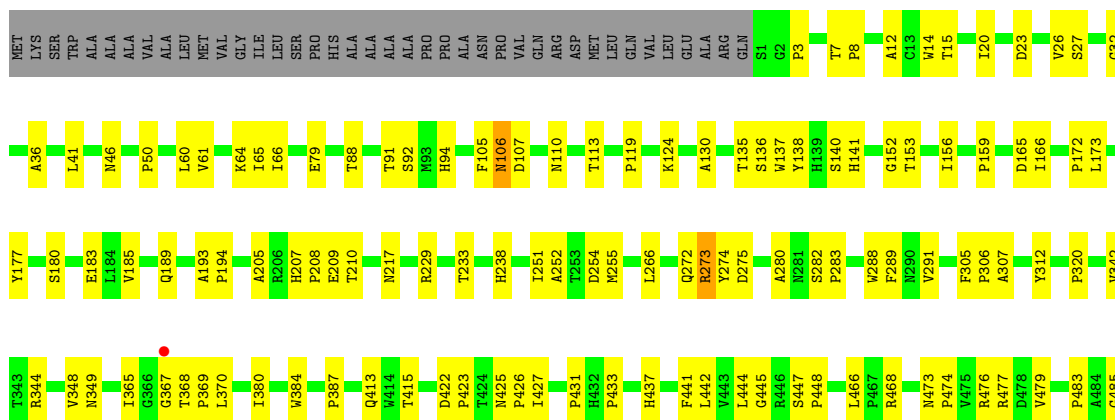 MET LYS SER TRP ALA ALA ALA ALA VAL ALA LEU MET VAL GLY ILE LEU SER PRO HIS ALA ALA ALA ALA PRO PRO ALA ASN PRO VAL GLN ARG ASP MET LEU GLN VAL LEU GLU ALA ARG GLN S1 G2 P3 T7 P8 A12 C13 W14 T15 I20 D23 V26 S27
A36 L41 N46 P50 L60 V61 K64 I65 I66 E79 T88 T91 S92 M93 H94 F105 N106 D107 N110 T113 P119 K124 A130 T135 S136 W137 Y138 H139 S140 H141 G152 T153 I156 P159 D165 I166 P172 L173
Y177 S180 E183 L184 V185 Q189 A193 P194 A205 R206 H207 P208 E209 T210 N217 R229 T233 H238 I251 A252 T253 D254 M255 L266 Q272 R273 Y274 D275 A280 N281 S282 P283 W288 F289 N290 V291 F305 P306 A307 Y312 P320
T343 R344 V348 N349 I365 G366 G367 T368 P369 L370 I380 W384 P387 Q413 W414 T415 D422 P423 T424 N425 P426 I427 P431 H432 P433 H437 F441 L442 V443 L444 G445 R446 S447 P448 L466 P467 R468 N473 P474 V475 R476 R477 D478 V479 P483 A484